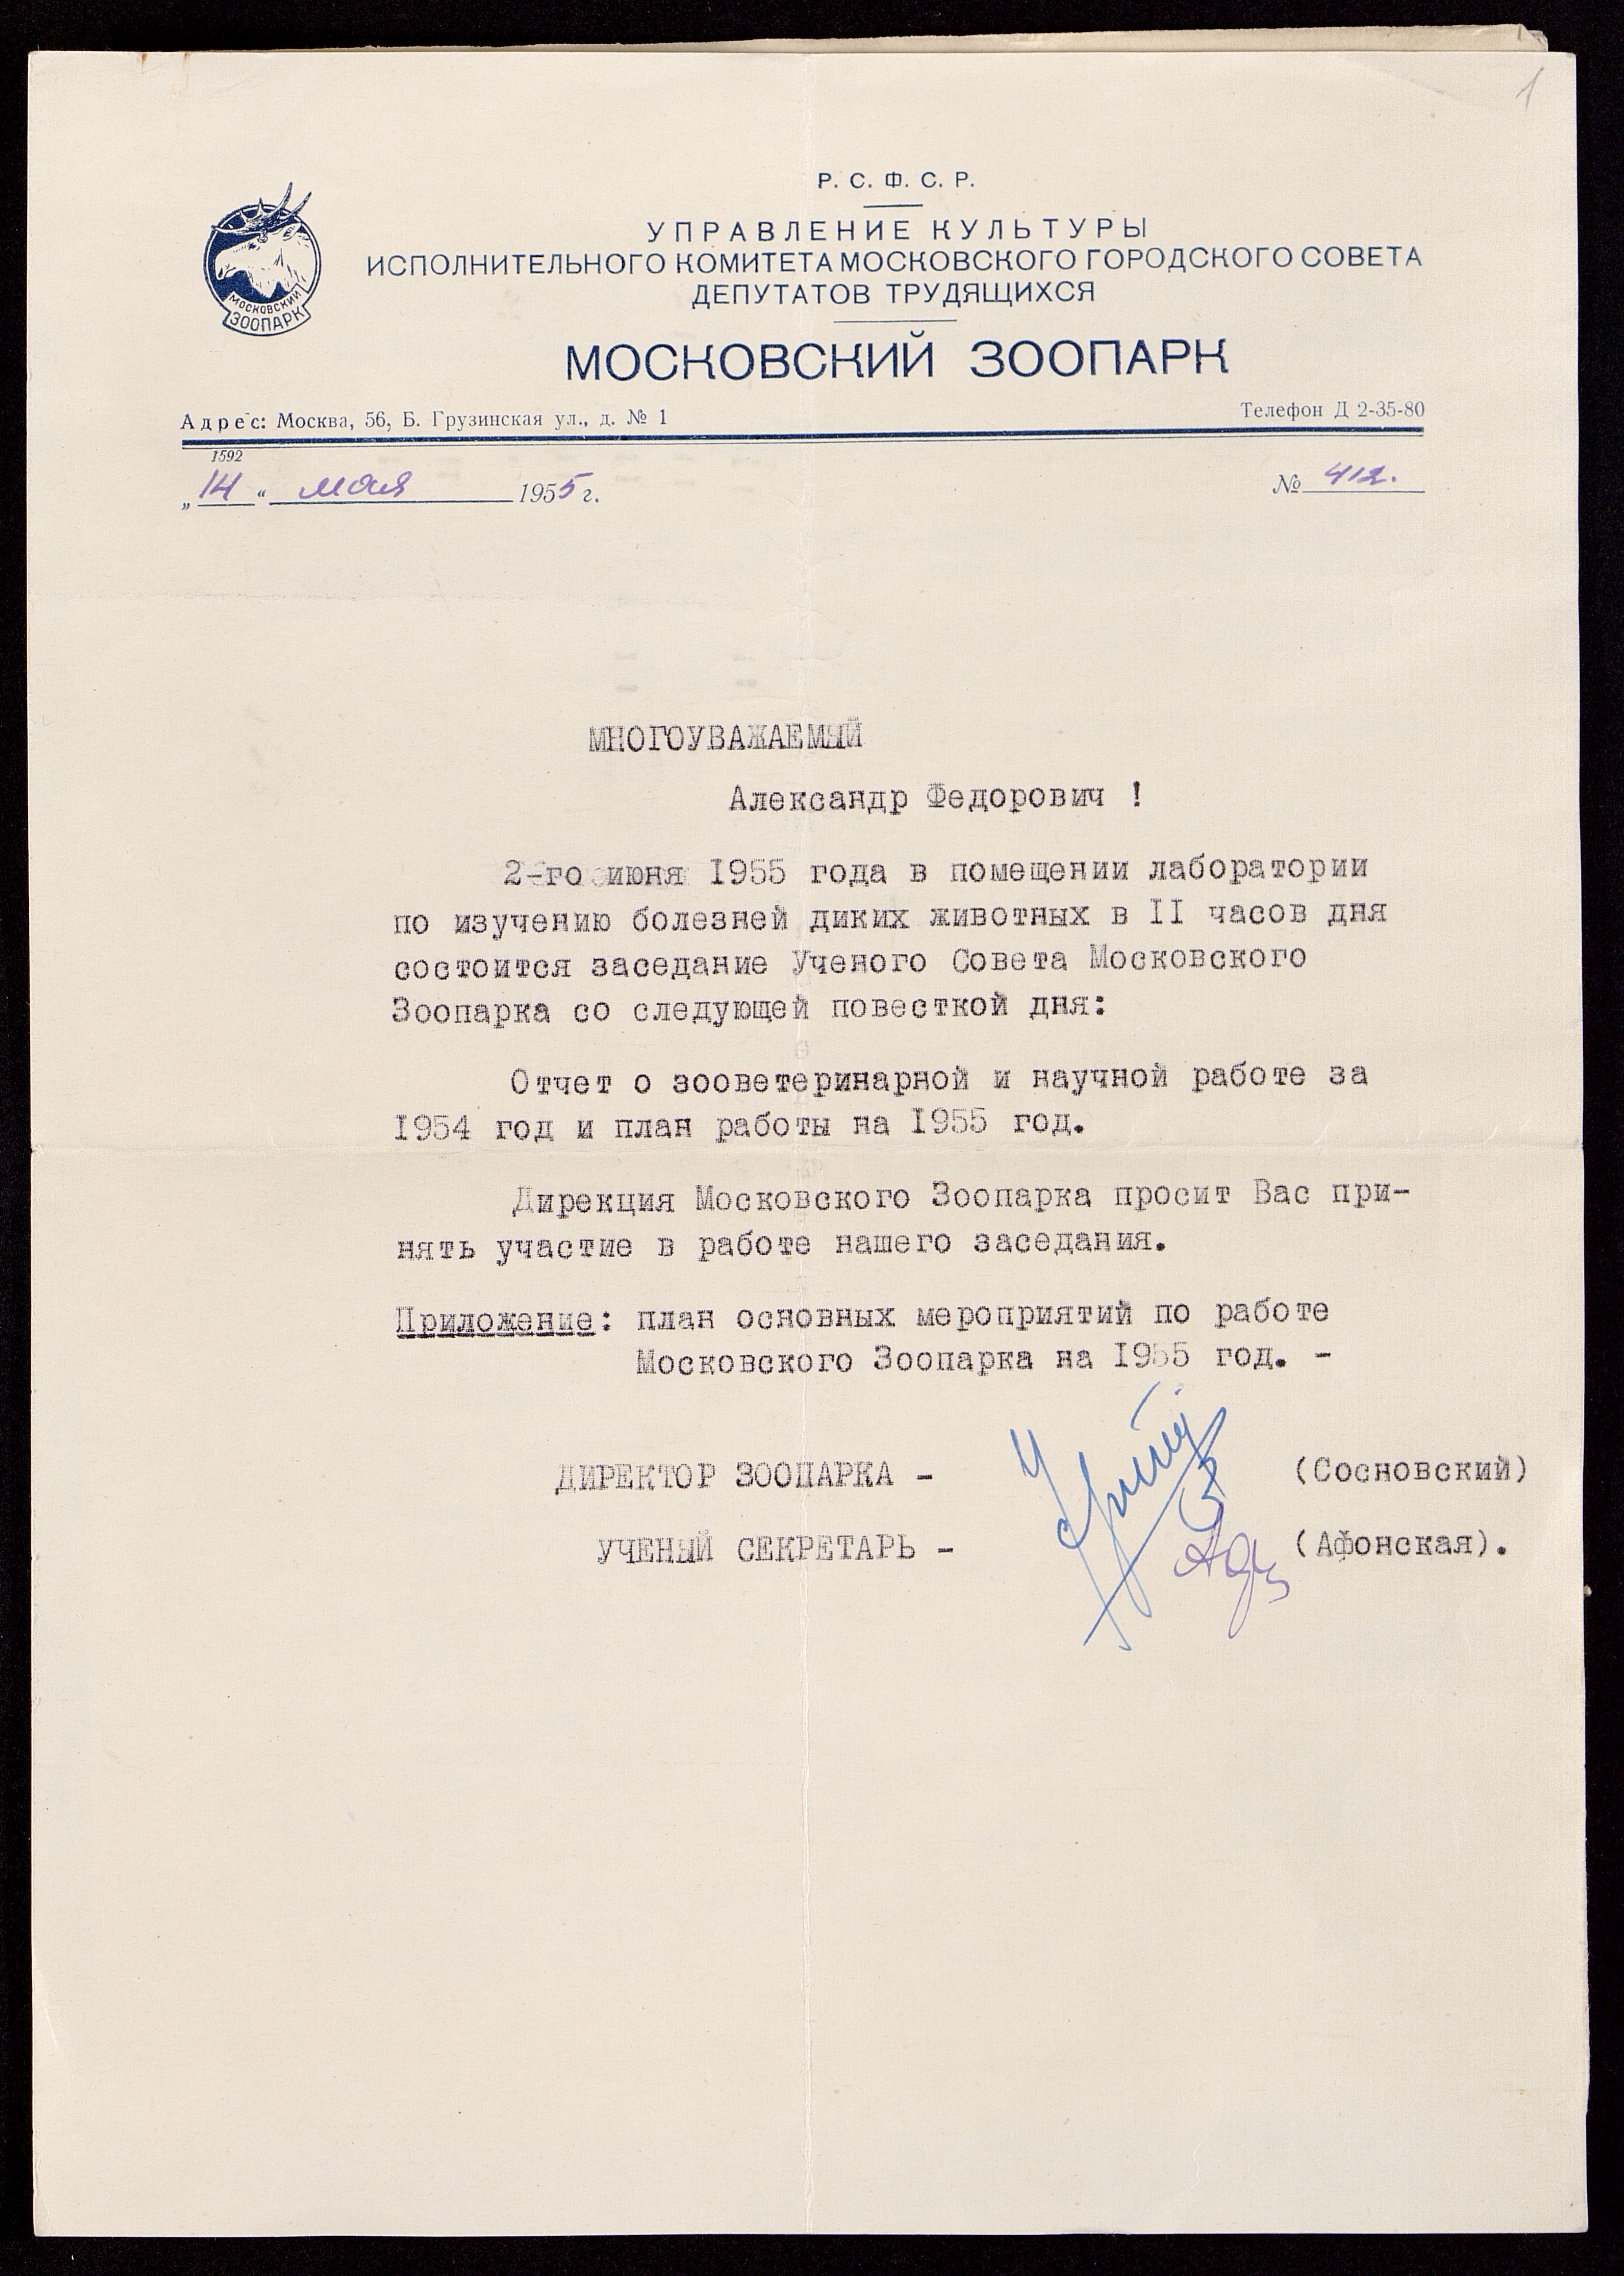 1
Р. С. Ф. С. Р.
УПРАВЛЕНИЕ КУЛЬТУРЫ
ИСПОЛНИТЕЛЬНОГО КОМИТЕТА МОСКОВСКОГО ГОРОДСКОГО СОВЕТА
ДЕПУТАТОВ ТРУДЯЩИХСЯ
МОСКОВСКИЙ
ЗООПАРК
МОСКОВСКИЙ ЗООПАРК
Адрес: Москва, 56, Б. Грузинская ул., д. № 1
Телефон Д 2-35-80
1592
„14“ мая 1955 г.
№ 412.
МНОГОУВАЖАЕМЫЙ
Александр Федорович !
2-го июня 1955 года в помещении лаборатории
по изучению болезней диких животных в II часов дня
состоится заседание Ученого Совета Московского
Зоопарка со следующей повесткой дня:
Отчет о зооветеринарной и научной работе за
1954 год и план работы на 1955 год.
Дирекция Московского Зоопарка просит Вас при-
нять участие в работе нашего заседания.
Приложение: план основных мероприятий по работе
Московского Зоопарка на 1955 год. -
ДИРЕКТОР ЗООПАРКА - (Сосновский)
УЧЕНЫЙ СЕКРЕТАРЬ - (Афонская).